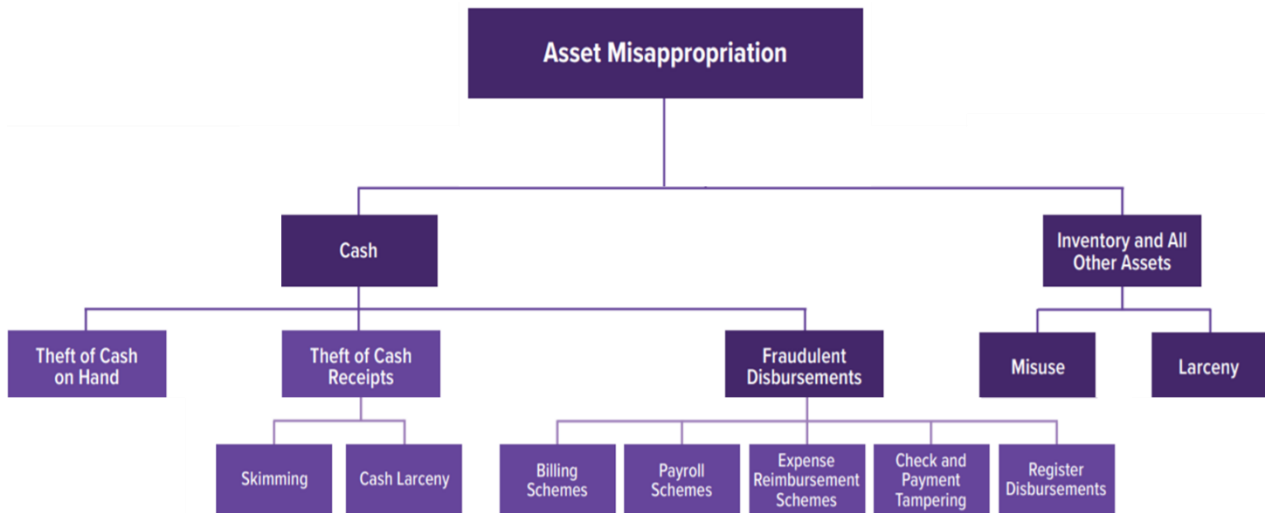 Asset Misappropriation
Cash
Inventory and All
Other Assets
Theft of Cash
on Hand
Theft of Cash
Receipts
Fraudulent
Disbursements
Misuse
Larceny
Skimming
Cash Larceny
Billing
Schemes
Payroll
Schemes
Expense
Reimbursement
Schemes
Check and
Payment
Tampering
Register
Disbursements